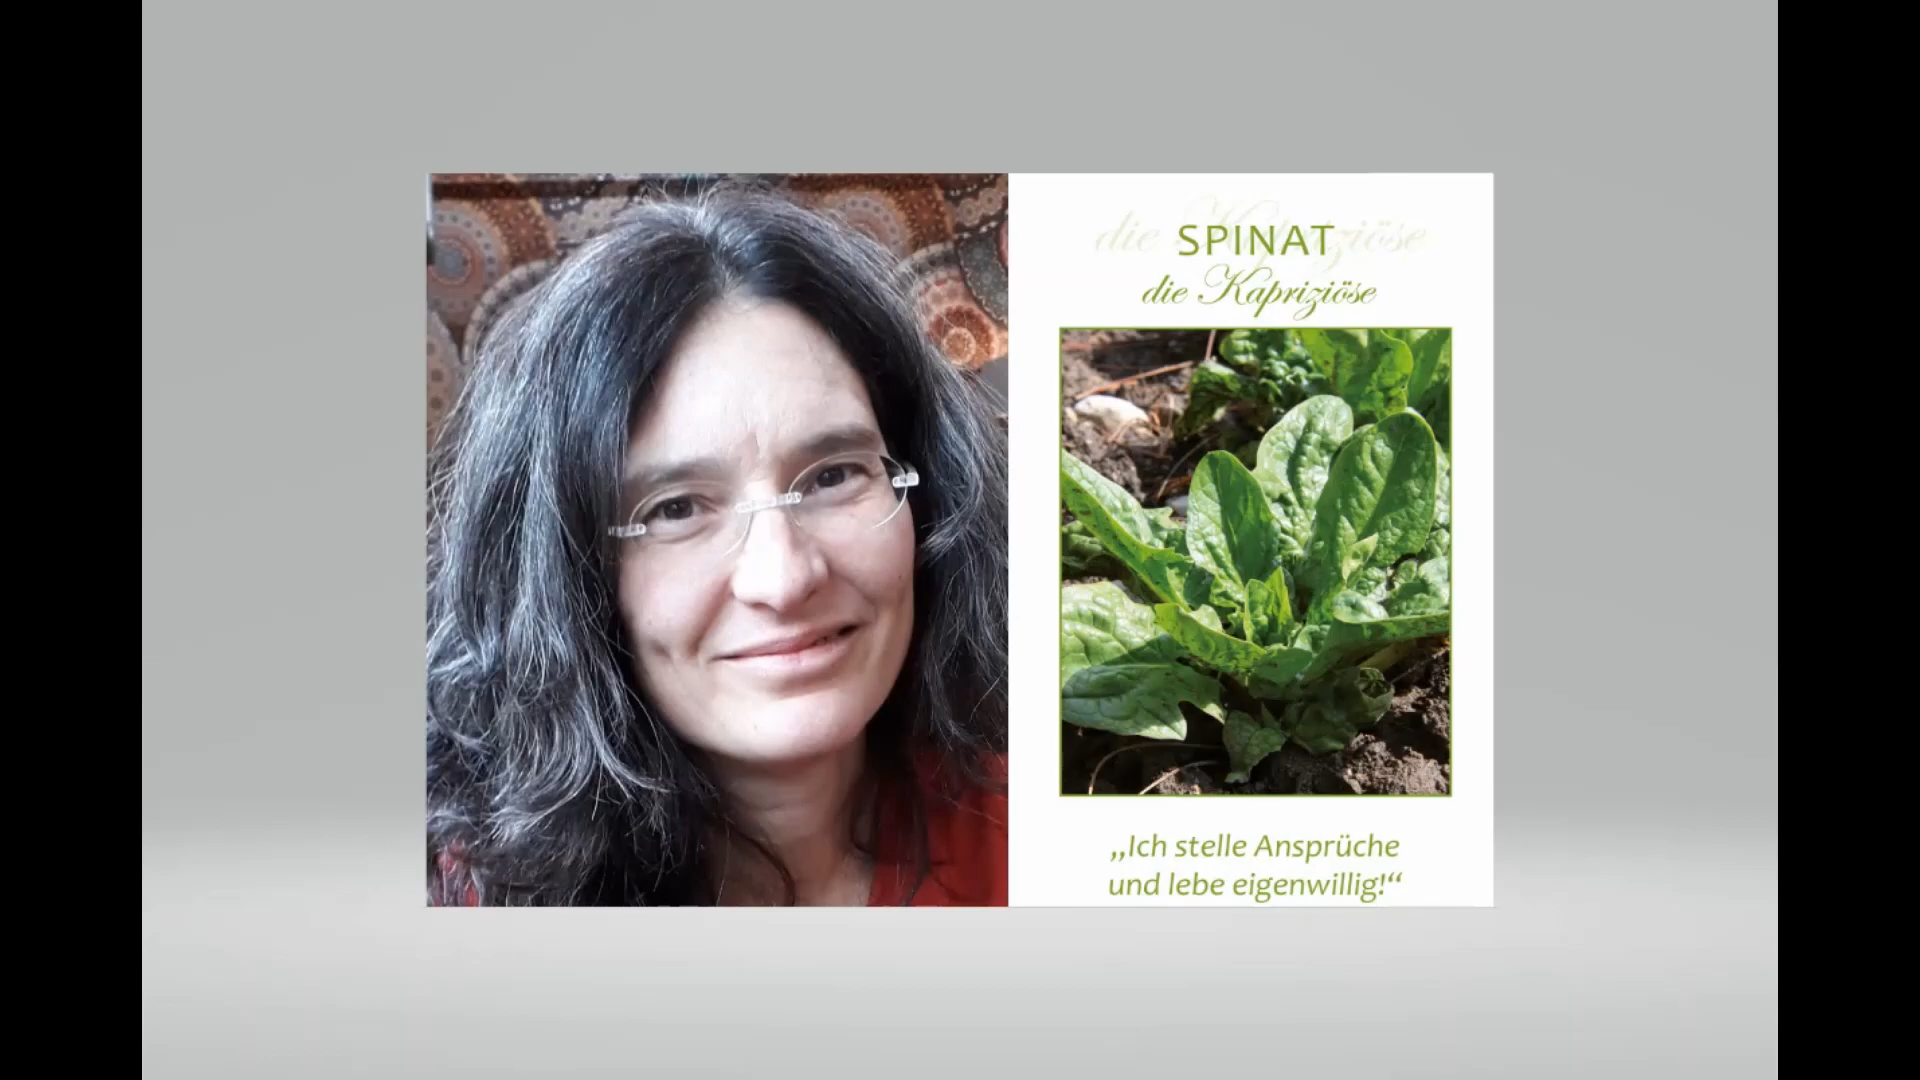 SPINAT
die Kapriziöse
„Ich stelle Ansprüche
und lebe eigenwillig!“